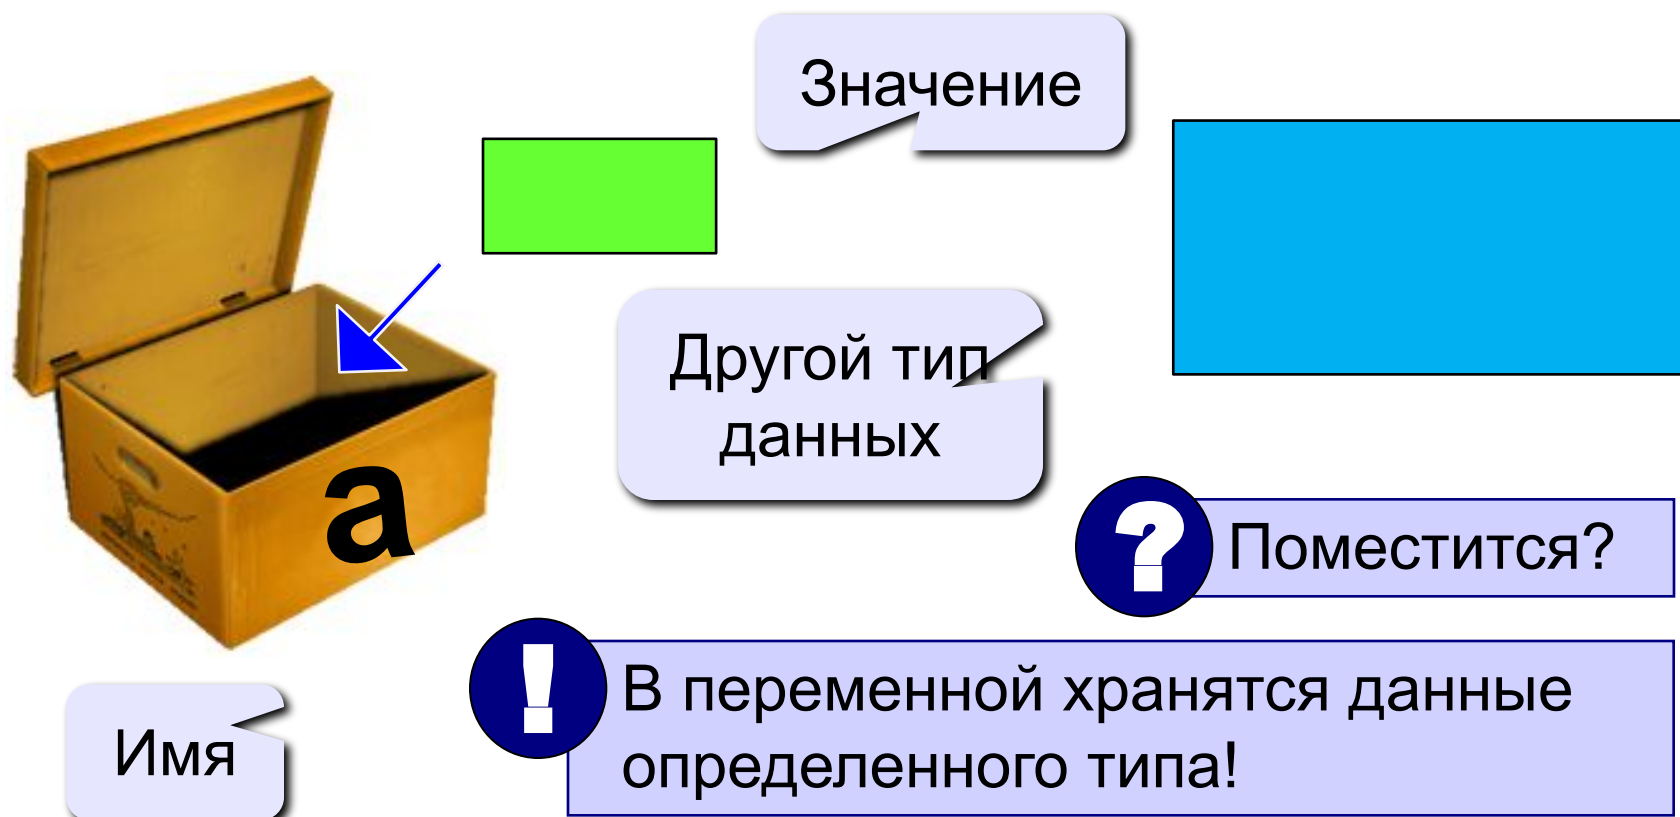 Значение
Другой тип
данных
a
? Поместится?
! В переменной хранятся данные
определенного типа!
Имя